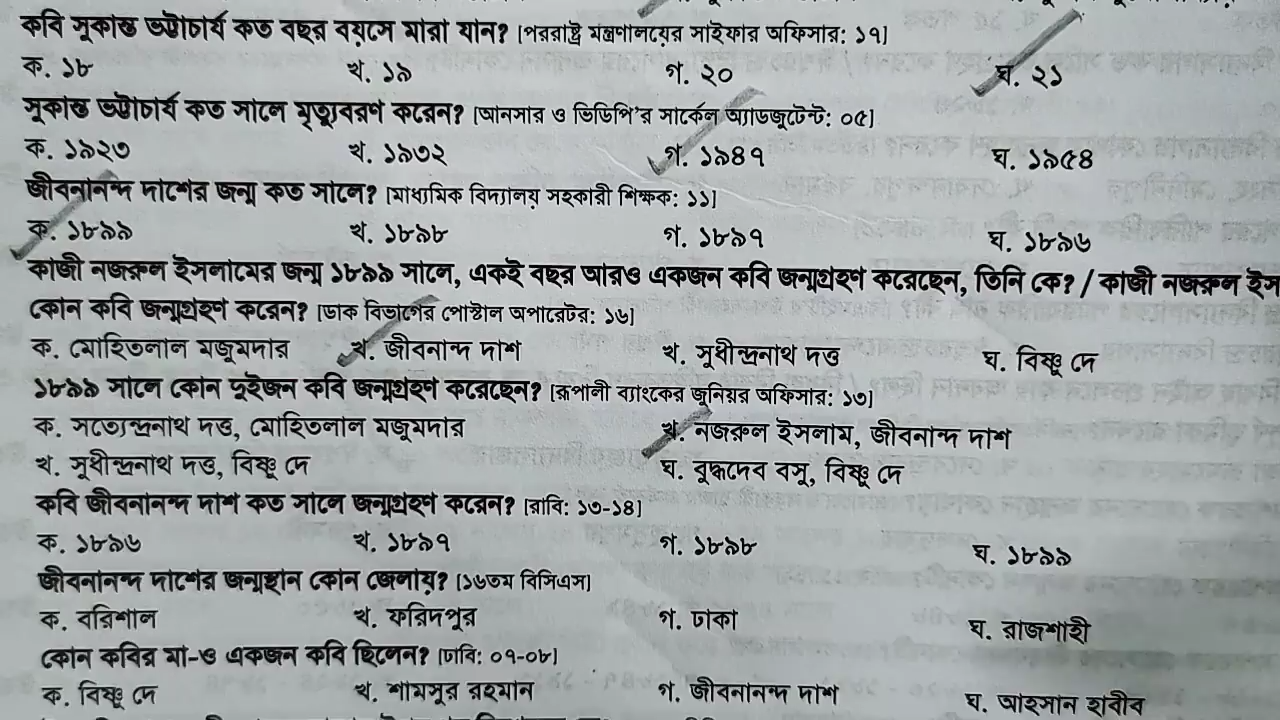 কবি সুকান্ত ভট্টাচার্য কত বছর বয়সে মারা যান? [পররাষ্ট্র মন্ত্রণালয়ের সাইফার অফিসার: ১৭]
ক. ১৮ খ. ১৯ গ. ২০ ঘ. ২১
সুকান্ত ভট্টাচার্য কত সালে মৃত্যুবরণ করেন? [আনসার ও ভিডিপি'র সার্কেল অ্যাডজুটেন্ট: ০৫]
ক. ১৯২৩ খ. ১৯৩২ গ. ১৯৪৭ ঘ. ১৯৫৪
জীবনানন্দ দাশের জন্ম কত সালে? [মাধ্যমিক বিদ্যালয় সহকারী শিক্ষক: ১১]
ক. ১৮৯৯ খ. ১৮৯৮ গ. ১৮৯৭ ঘ. ১৮৯৬
কাজী নজরুল ইসলামের জন্ম ১৮৯৯ সালে, একই বছর আরও একজন কবি জন্মগ্রহণ করেছেন, তিনি কে? / কাজী নজরুল ইস
কোন কবি জন্মগ্রহণ করেন? [ডাক বিভাগের পোস্টাল অপারেটর: ১৬]
ক. মোহিতলাল মজুমদার খ. জীবনান্দ দাশ খ. সুধীন্দ্রনাথ দত্ত ঘ. বিষ্ণু দে
১৮৯৯ সালে কোন দুইজন কবি জন্মগ্রহণ করেছেন? [রূপালী ব্যাংকের জুনিয়র অফিসার: ১৩]
ক. সত্যেন্দ্রনাথ দত্ত, মোহিতলাল মজুমদার খ. নজরুল ইসলাম, জীবনান্দ দাশ
খ. সুধীন্দ্রনাথ দত্ত, বিষ্ণু দে ঘ. বুদ্ধদেব বসু, বিষ্ণু দে
কবি জীবনানন্দ দাশ কত সালে জন্মগ্রহণ করেন? [রাবি: ১৩-১৪]
ক. ১৮৯৬ খ. ১৮৯৭ গ. ১৮৯৮ ঘ. ১৮৯৯
জীবনানন্দ দাশের জন্মস্থান কোন জেলায়? [১৬তম বিসিএস]
ক. বরিশাল খ. ফরিদপুর গ. ঢাকা ঘ. রাজশাহী
কোন কবির মা-ও একজন কবি ছিলেন? [ঢাবি: ০৭-০৮]
ক. বিষ্ণু দে খ. শামসুর রহমান গ. জীবনানন্দ দাশ ঘ. আহসান হাবীব